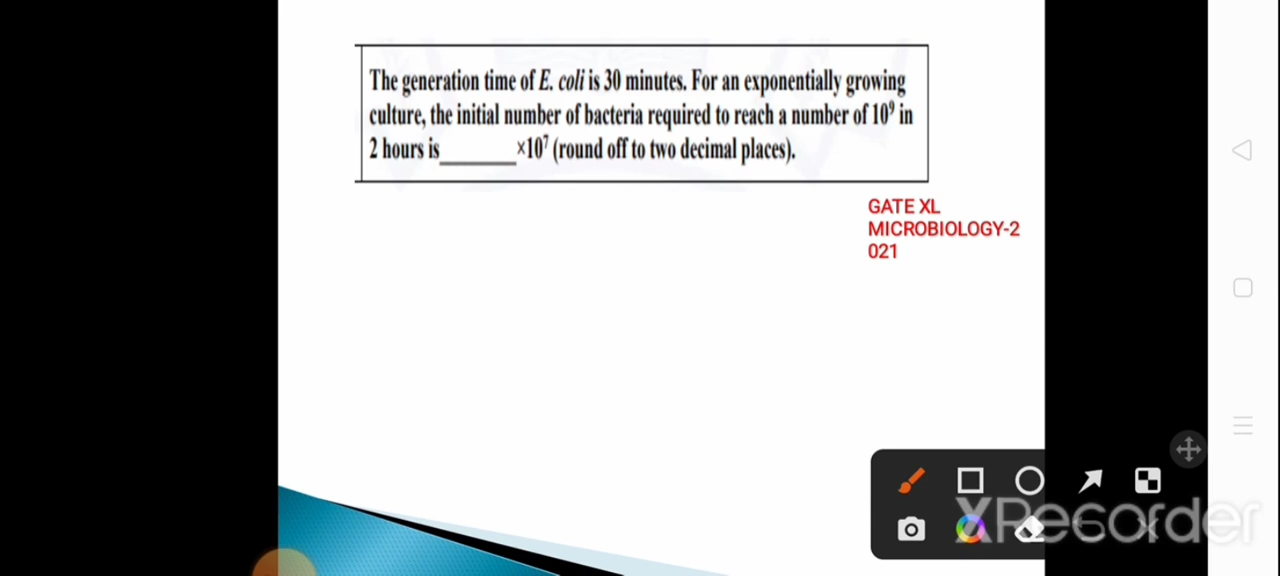 The generation time of E. coli is 30 minutes. For an exponentially growing
culture, the initial number of bacteria required to reach a number of 10⁹ in
2 hours is_______×10⁷ (round off to two decimal places).
GATE XL
MICROBIOLOGY-2
021
XRecorder